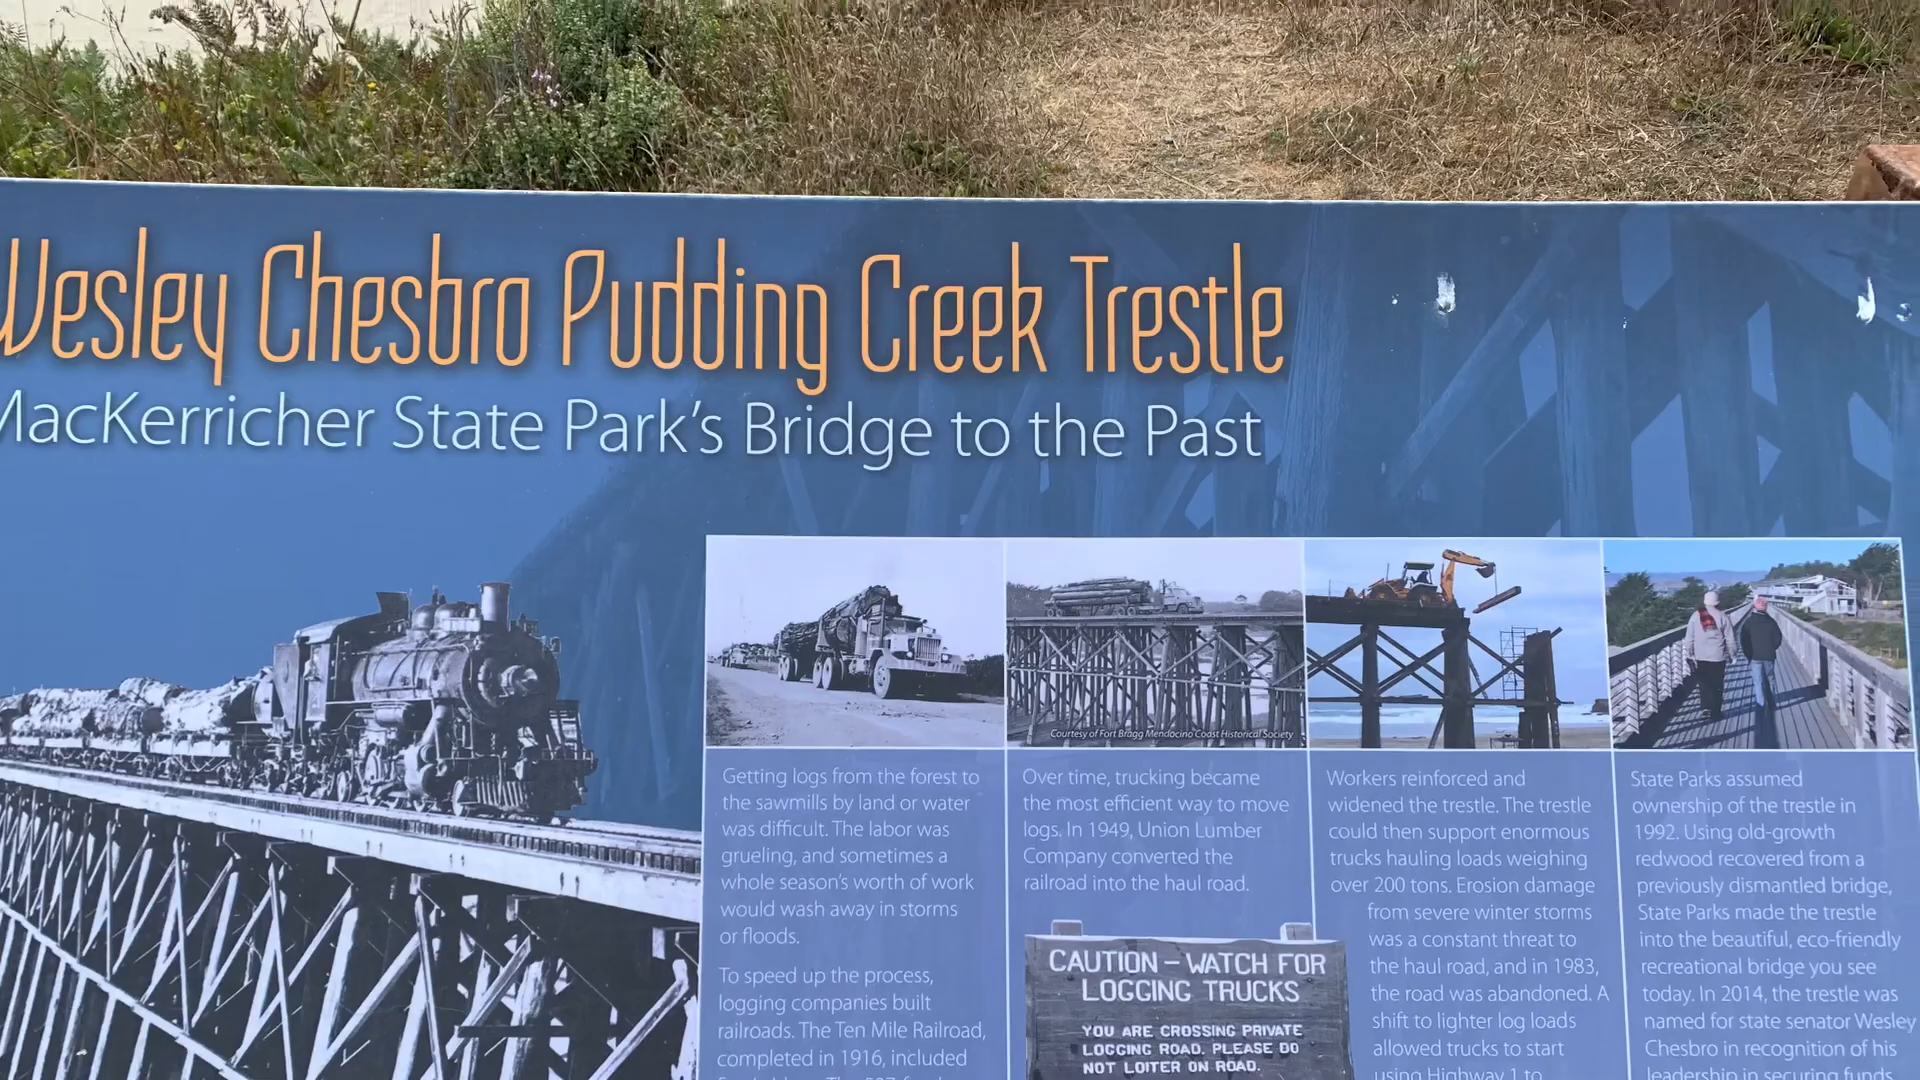 Wesley Chesbro Pudding Creek Trestle
MacKerricher State Park's Bridge to the Past
Courtesy of Fort Bragg Mendocino Coast Historical Society
Getting logs from the forest to
the sawmills by land or water
was difficult. The labor was
grueling, and sometimes a
whole season's worth of work
would wash away in storms
or floods.
To speed up the process,
logging companies built
railroads. The Ten Mile Railroad,
completed in 1916, included
Over time, trucking became
the most efficient way to move
logs. In 1949, Union Lumber
Company converted the
railroad into the haul road.
CAUTION – WATCH FOR
LOGGING TRUCKS
YOU ARE CROSSING PRIVATE
LOGGING ROAD. PLEASE DO
NOT LOITER ON ROAD.
Workers reinforced and
widened the trestle. The trestle
could then support enormous
trucks hauling loads weighing
over 200 tons. Erosion damage
from severe winter storms
was a constant threat to
the haul road, and in 1983,
the road was abandoned. A
shift to lighter log loads
allowed trucks to start
using Highway 1 to
State Parks assumed
ownership of the trestle in
1992. Using old-growth
redwood recovered from a
previously dismantled bridge,
State Parks made the trestle
into the beautiful, eco-friendly
recreational bridge you see
today. In 2014, the trestle was
named for state senator Wesley
Chesbro in recognition of his
leadership in securing funds